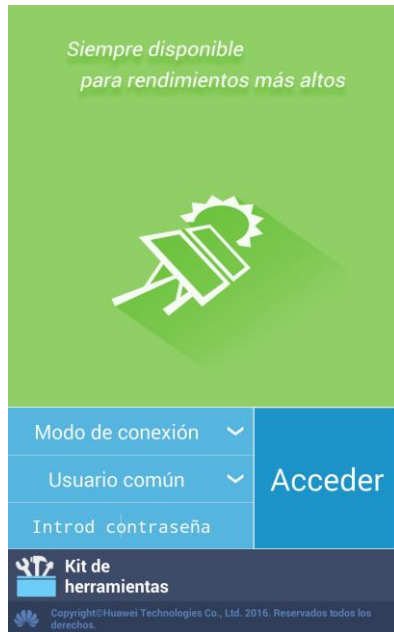 Siempre disponible
para rendimientos más altos
Modo de conexión
Usuario común
Acceder
Introd contraseña
Kit de
herramientas
Copyright©Huawei Technologies Co., Ltd. 2016. Reservados todos los
derechos.